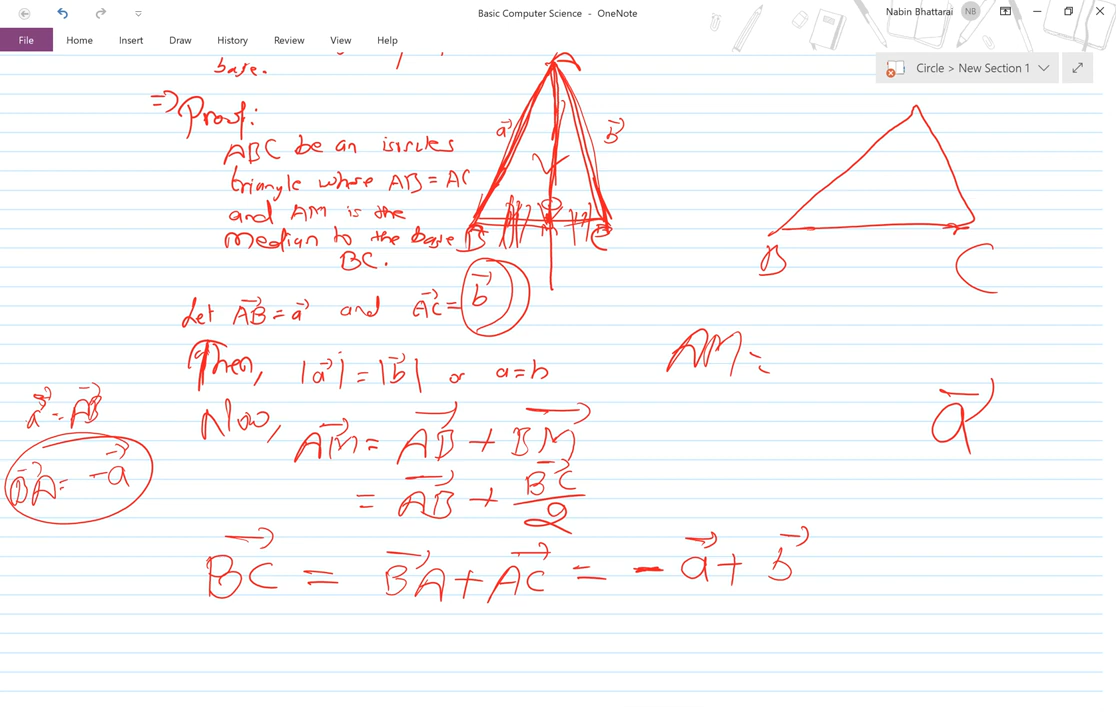 Basic Computer Science - OneNote
Nabin Bhattarai NB
File Home Insert Draw History Review View Help
Circle > New Section 1
base.
=> Proof:
ABC be an
triangle where AB = AC
and AM is the
median to the base
BC.
Let AB→ = a→ and AC→ = b→
Then, |a→| = |b→| or a = b
Now, AM→ = AB→ + BM→
= AB→ + BC→/2
BC→ = BA→ + AC→ = - a→ + b→
a→ = AB→
BA→ = -a→
a→
b→
B
M
C
B
C
AM =
a→